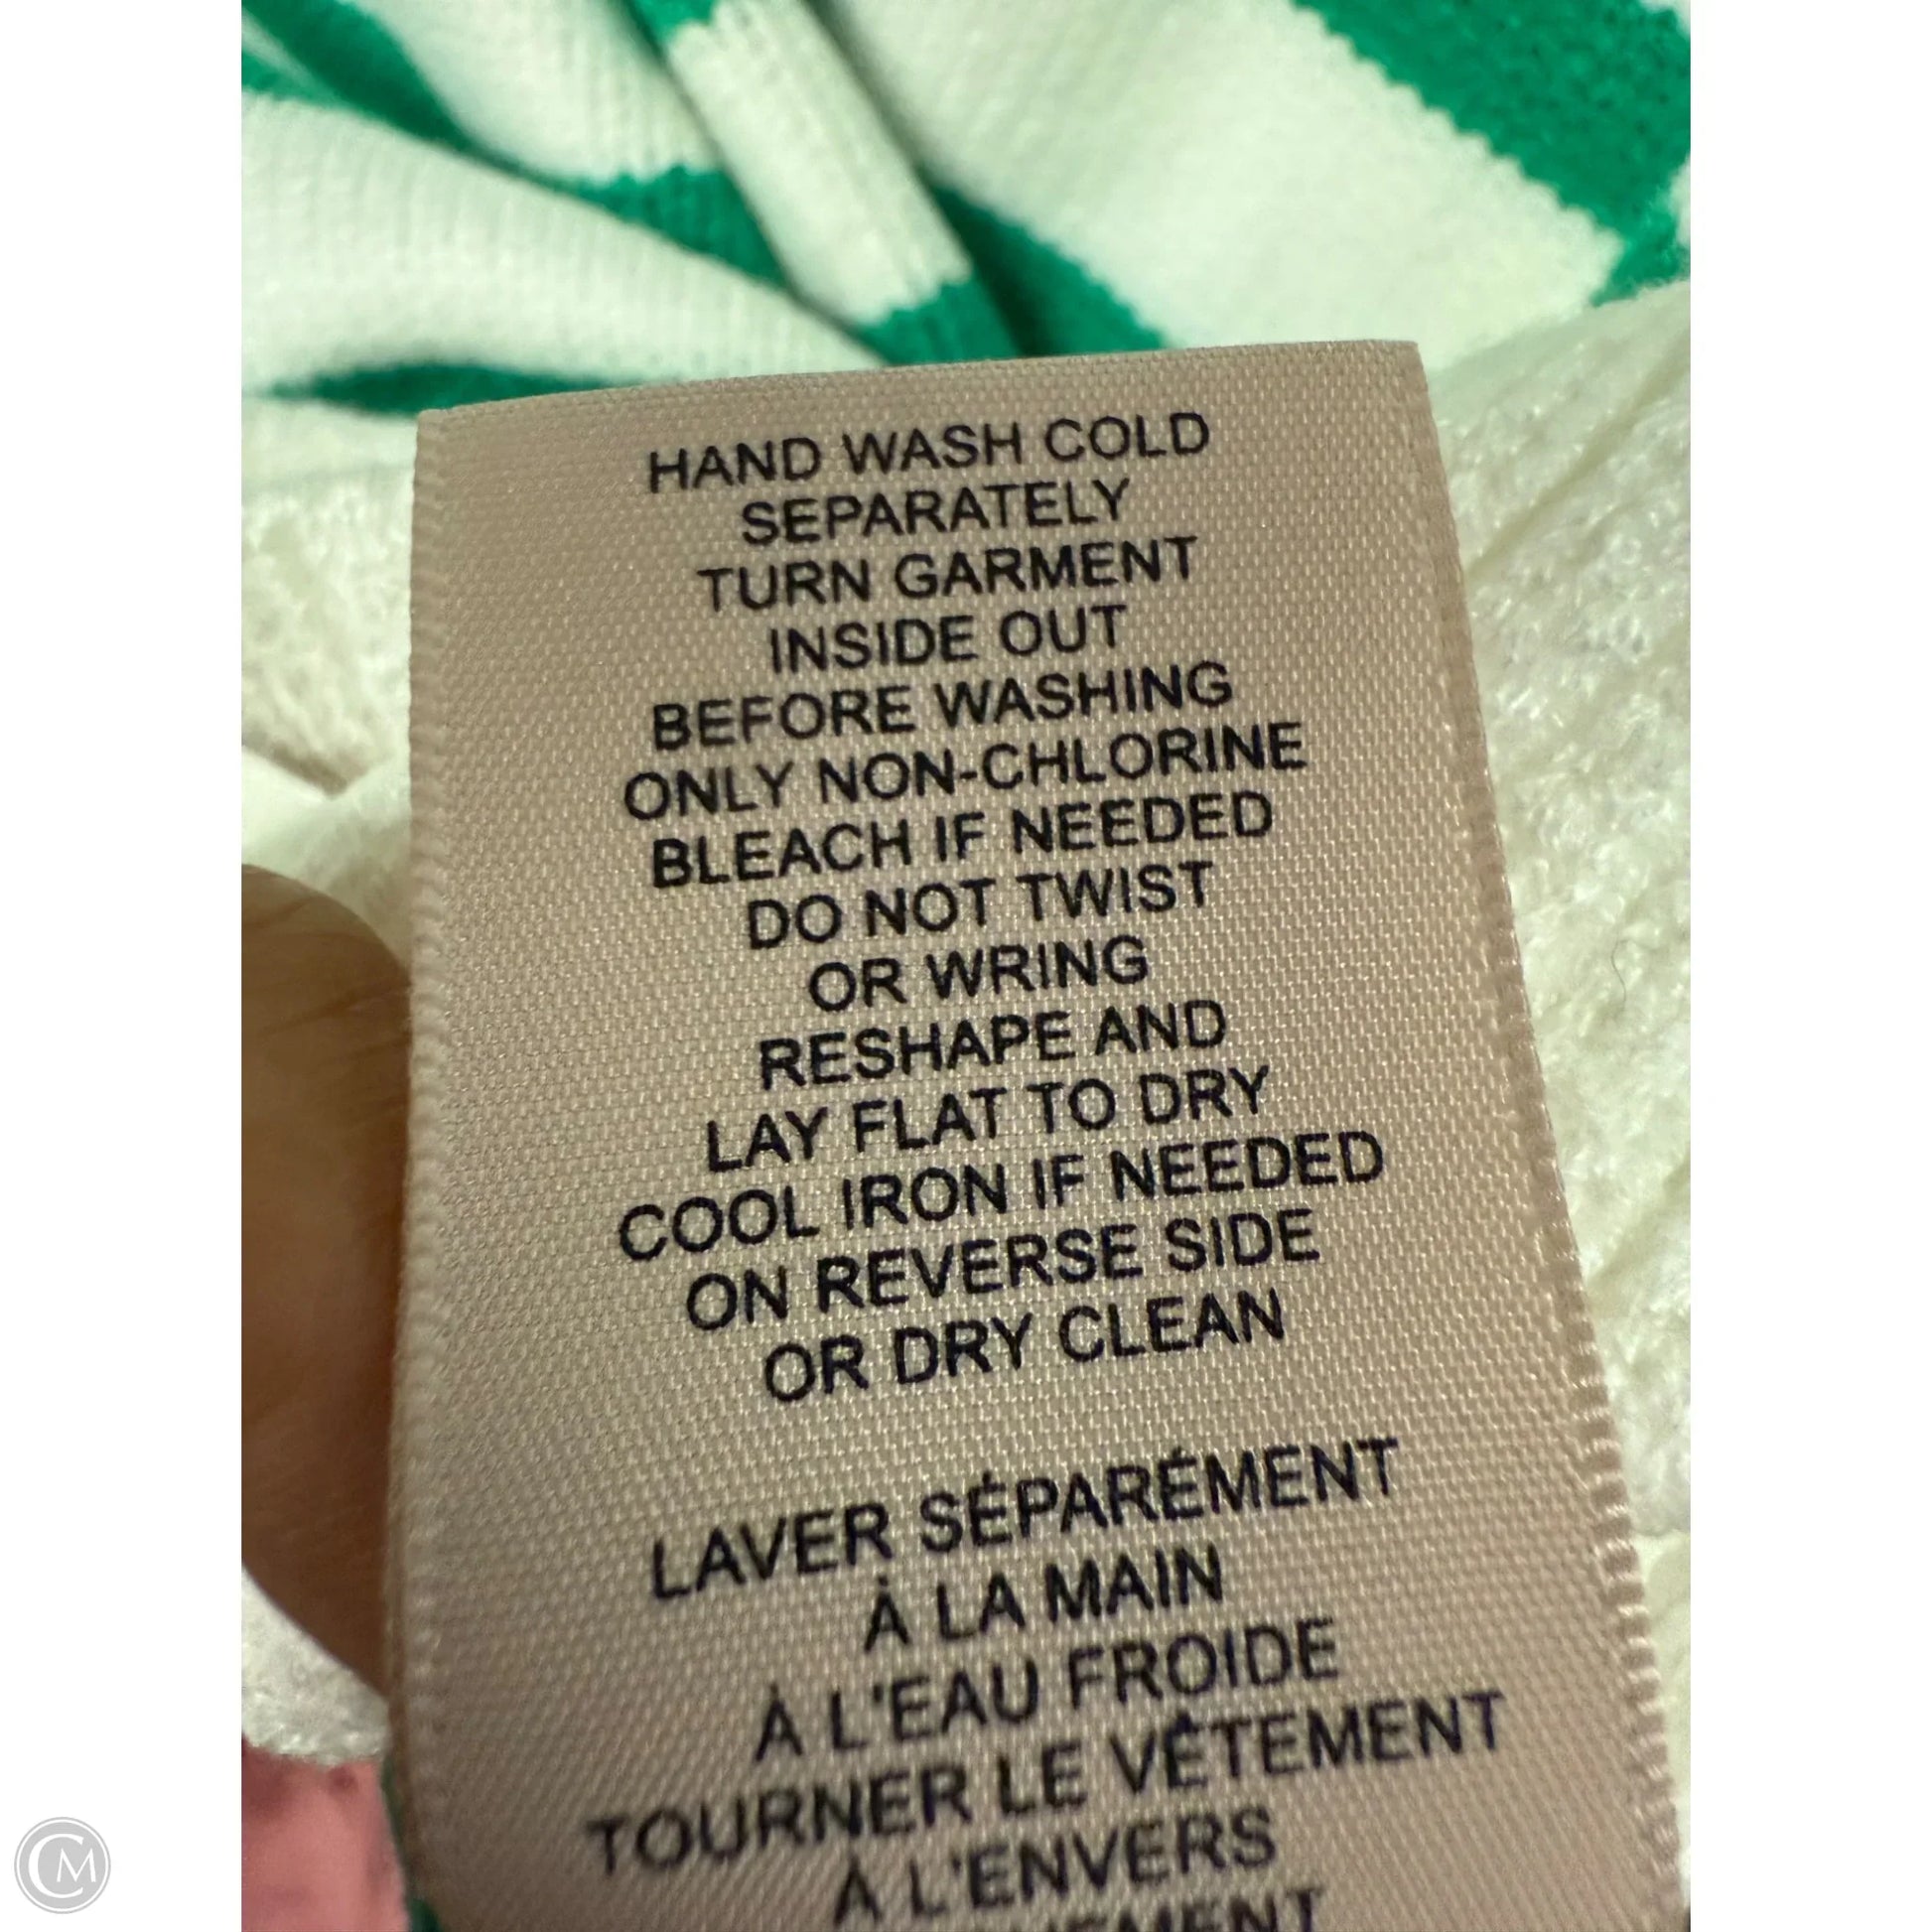 HAND WASH COLD
SEPARATELY
TURN GARMENT
INSIDE OUT
BEFORE WASHING
ONLY NON-CHLORINE
BLEACH IF NEEDED
DO NOT TWIST
OR WRING
RESHAPE AND
LAY FLAT TO DRY
COOL IRON IF NEEDED
ON REVERSE SIDE
OR DRY CLEAN
LAVER SÉPARÉMENT
À LA MAIN
À L'EAU FROIDE
TOURNER LE VÊTEMENT
À L'ENVERS
CM